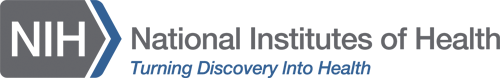 NIH National Institutes of Health
Turning Discovery Into Health